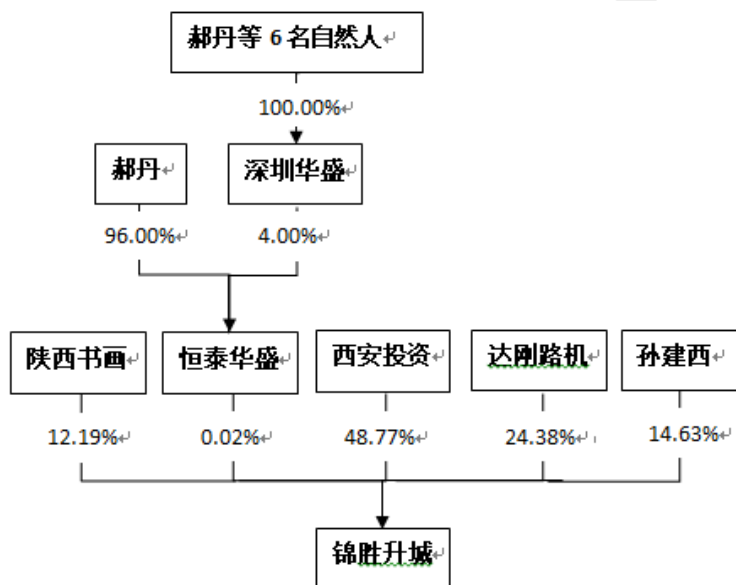 郝丹等 6 名自然人
100.00%
郝丹
深圳华盛
96.00%
4.00%
陕西书画
恒泰华盛
西安投资
达刚路机
孙建西
12.19%
0.02%
48.77%
24.38%
14.63%
锦胜升城